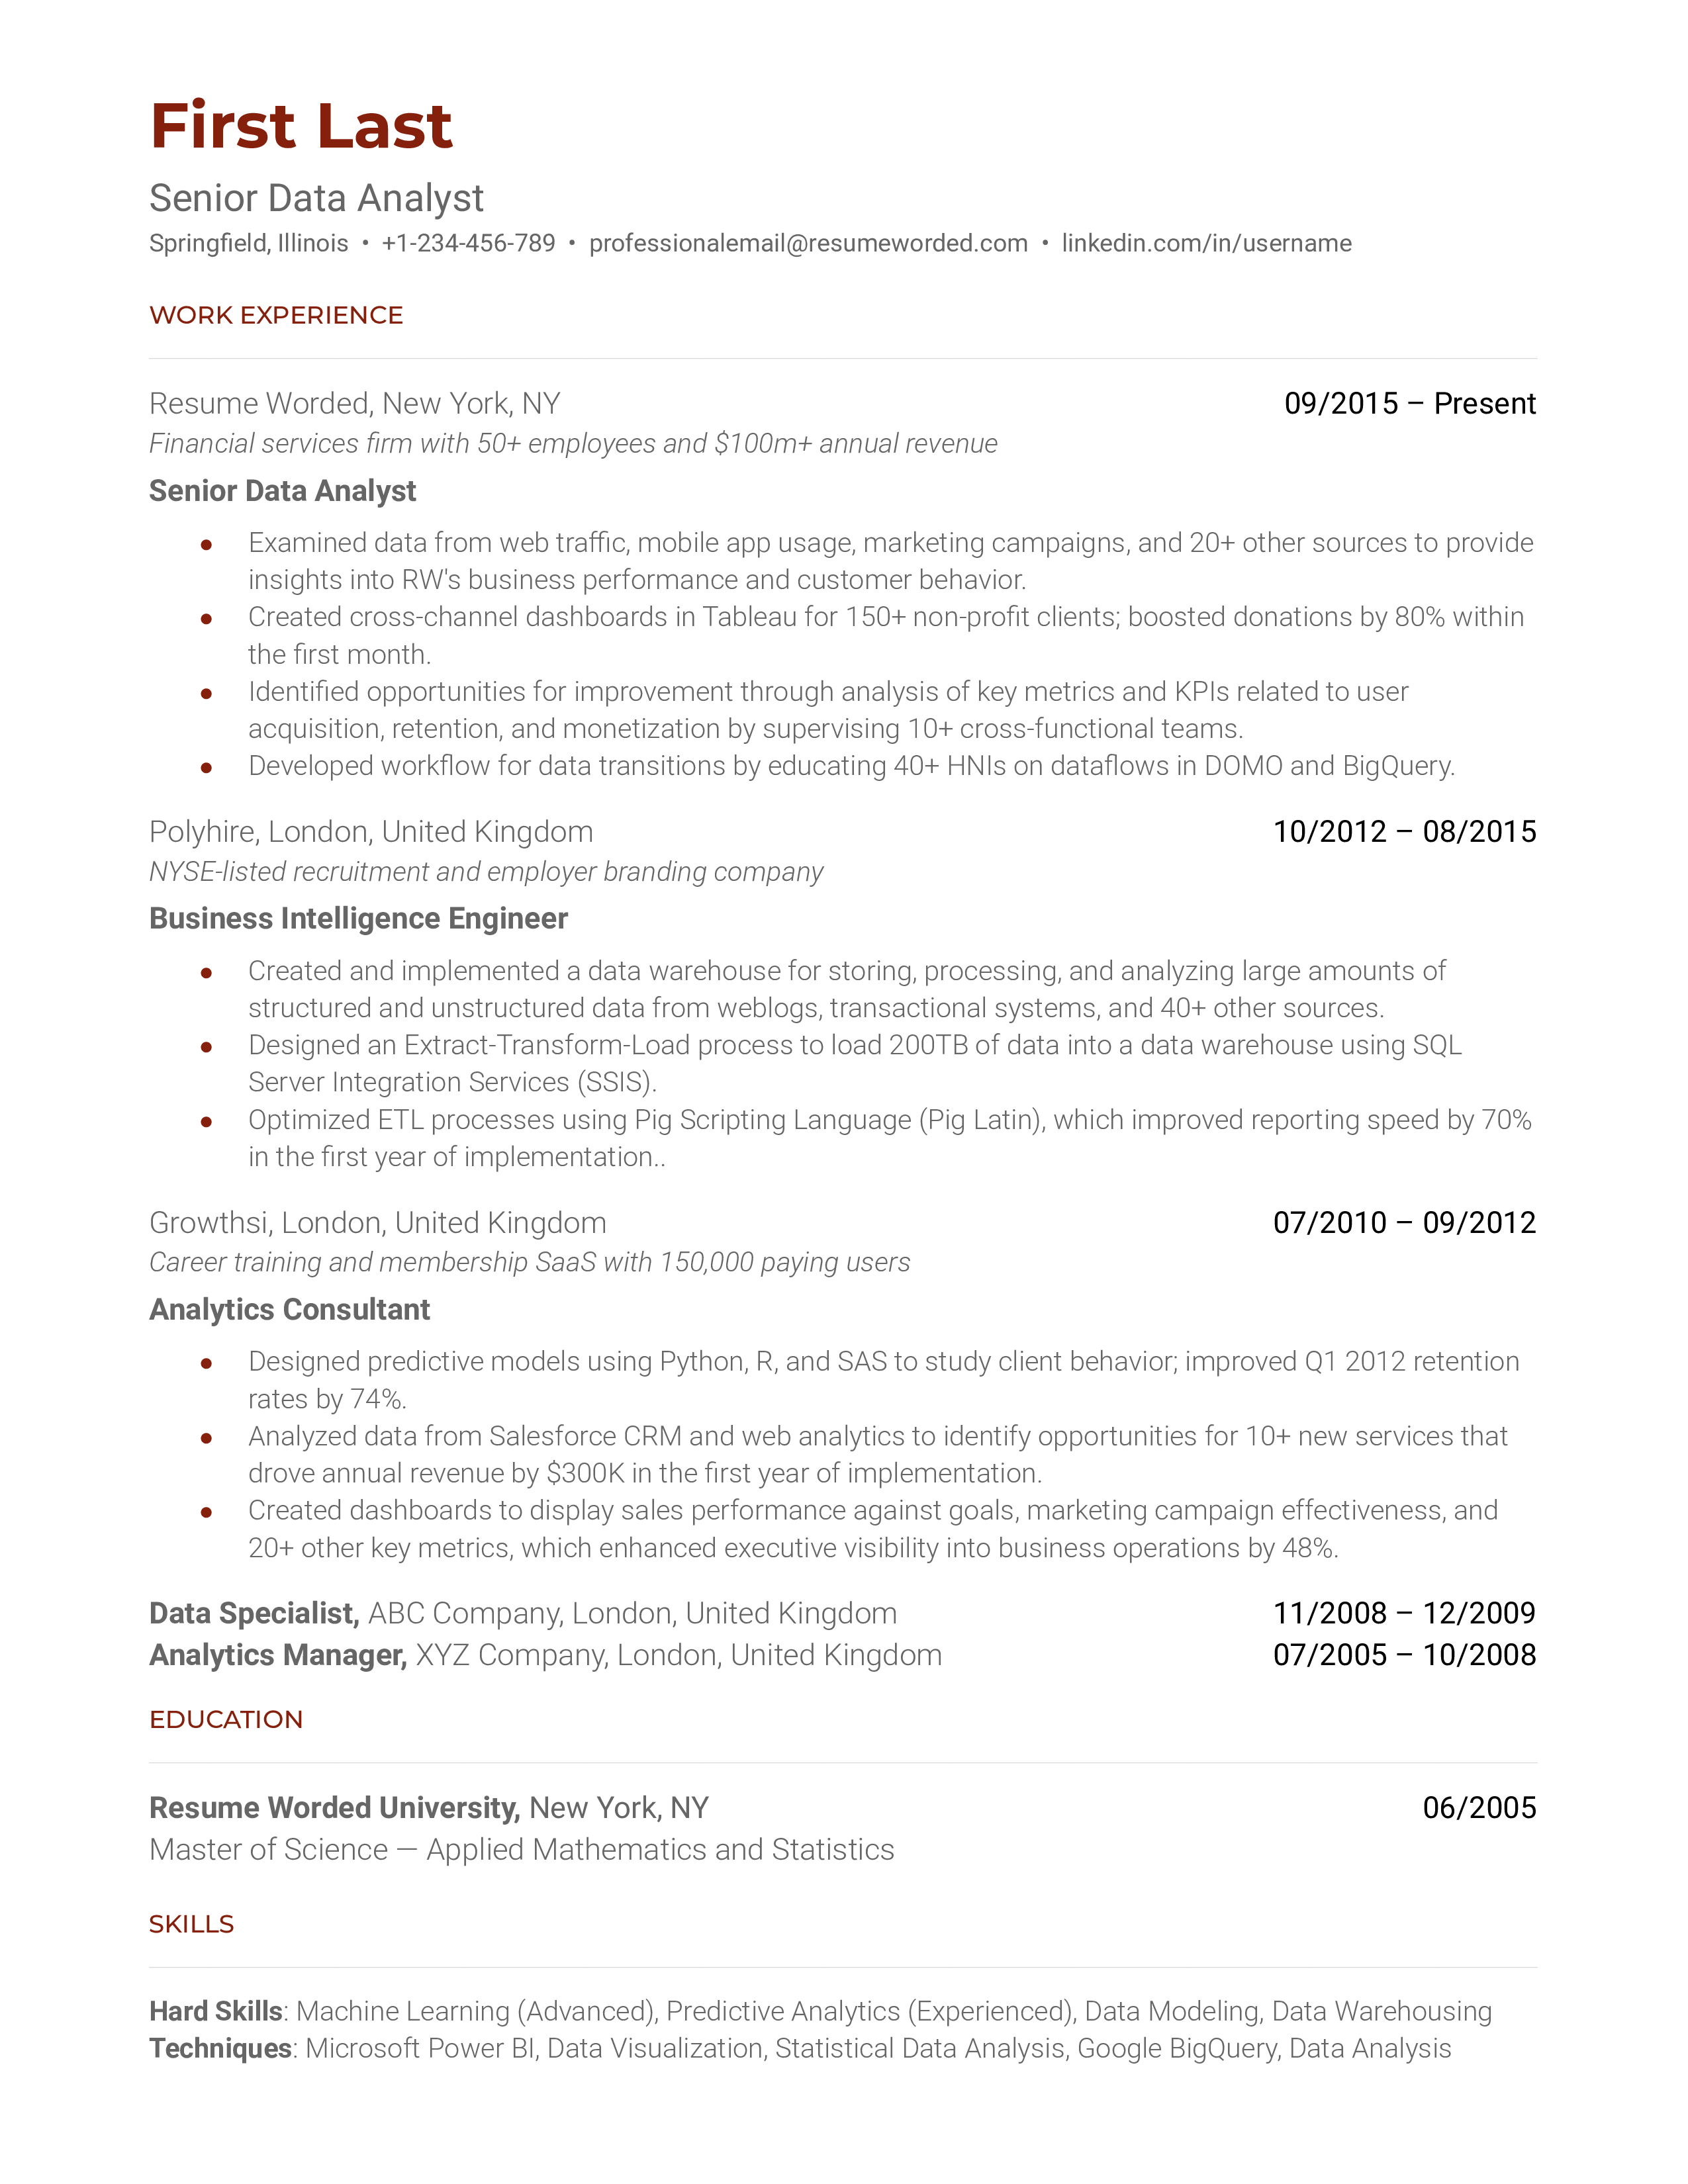 First Last
Senior Data Analyst
Springfield, Illinois • +1-234-456-789 • professionalemail@resumeworded.com • linkedin.com/in/username
WORK EXPERIENCE
Resume Worded, New York, NY 09/2015 – Present
Financial services firm with 50+ employees and $100m+ annual revenue
Senior Data Analyst
• Examined data from web traffic, mobile app usage, marketing campaigns, and 20+ other sources to provide
insights into RW's business performance and customer behavior.
• Created cross-channel dashboards in Tableau for 150+ non-profit clients; boosted donations by 80% within
the first month.
• Identified opportunities for improvement through analysis of key metrics and KPIs related to user
acquisition, retention, and monetization by supervising 10+ cross-functional teams.
• Developed workflow for data transitions by educating 40+ HNIs on dataflows in DOMO and BigQuery.
Polyhire, London, United Kingdom 10/2012 – 08/2015
NYSE-listed recruitment and employer branding company
Business Intelligence Engineer
• Created and implemented a data warehouse for storing, processing, and analyzing large amounts of
structured and unstructured data from weblogs, transactional systems, and 40+ other sources.
• Designed an Extract-Transform-Load process to load 200TB of data into a data warehouse using SQL
Server Integration Services (SSIS).
• Optimized ETL processes using Pig Scripting Language (Pig Latin), which improved reporting speed by 70%
in the first year of implementation..
Growthsi, London, United Kingdom 07/2010 – 09/2012
Career training and membership SaaS with 150,000 paying users
Analytics Consultant
• Designed predictive models using Python, R, and SAS to study client behavior; improved Q1 2012 retention
rates by 74%.
• Analyzed data from Salesforce CRM and web analytics to identify opportunities for 10+ new services that
drove annual revenue by $300K in the first year of implementation.
• Created dashboards to display sales performance against goals, marketing campaign effectiveness, and
20+ other key metrics, which enhanced executive visibility into business operations by 48%.
Data Specialist, ABC Company, London, United Kingdom 11/2008 – 12/2009
Analytics Manager, XYZ Company, London, United Kingdom 07/2005 – 10/2008
EDUCATION
Resume Worded University, New York, NY 06/2005
Master of Science — Applied Mathematics and Statistics
SKILLS
Hard Skills: Machine Learning (Advanced), Predictive Analytics (Experienced), Data Modeling, Data Warehousing
Techniques: Microsoft Power BI, Data Visualization, Statistical Data Analysis, Google BigQuery, Data Analysis